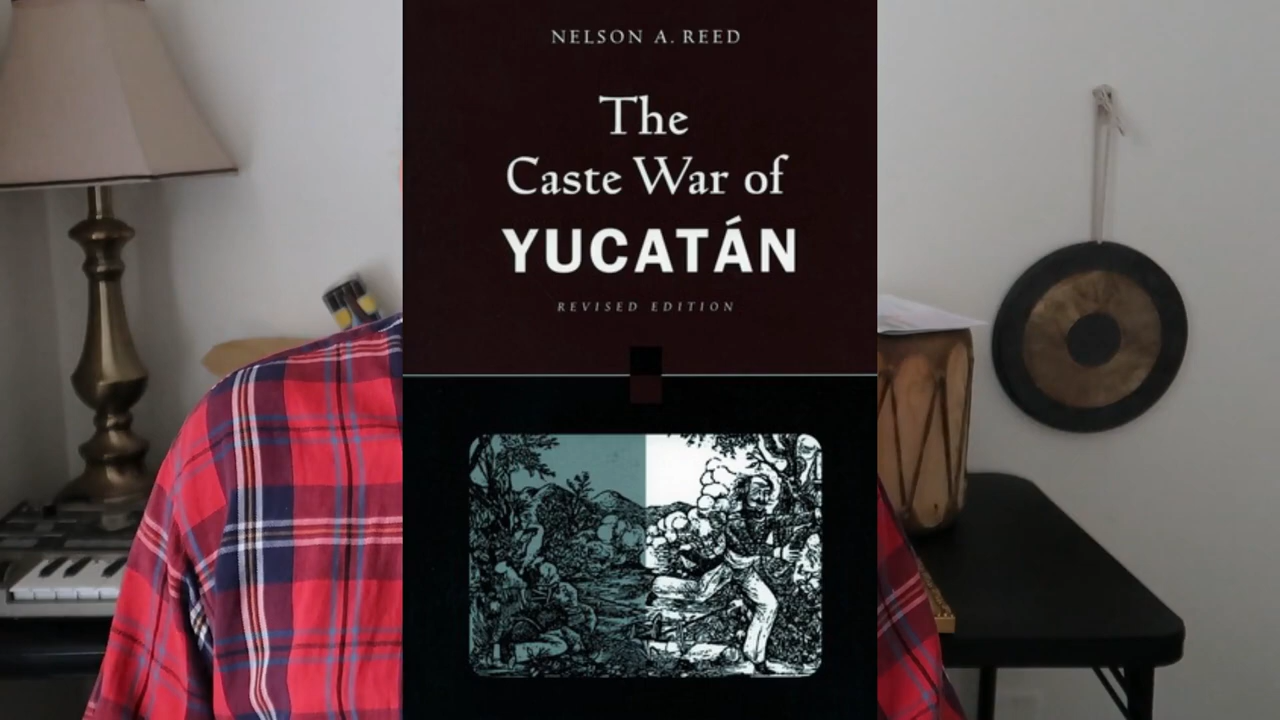 NELSON A. REED
The
Caste War of
YUCATÁN
REVISED EDITION